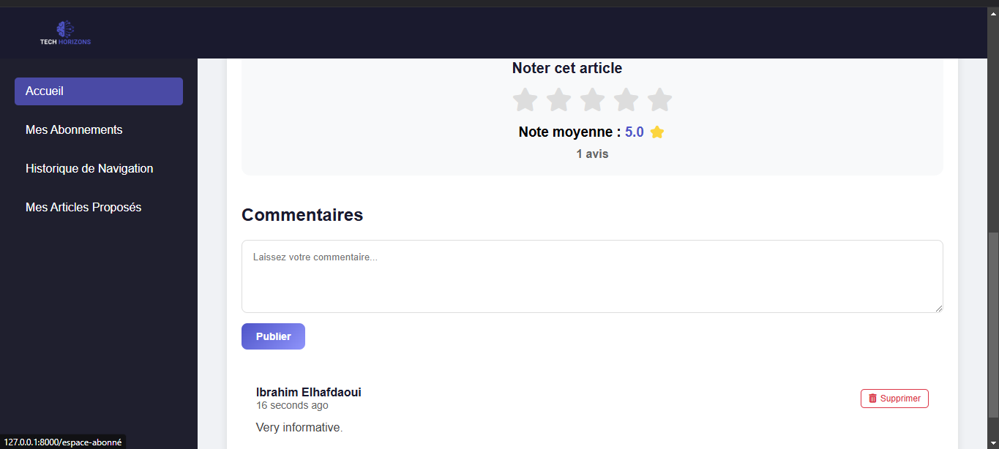 TECH HORIZONS
Accueil
Mes Abonnements
Historique de Navigation
Mes Articles Proposés
Noter cet article
Note moyenne : 5.0
1 avis
Commentaires
Laissez votre commentaire...
Publier
Ibrahim Elhafdaoui
16 seconds ago
Supprimer
Very informative.
127.0.0.1:8000/espace-abonné